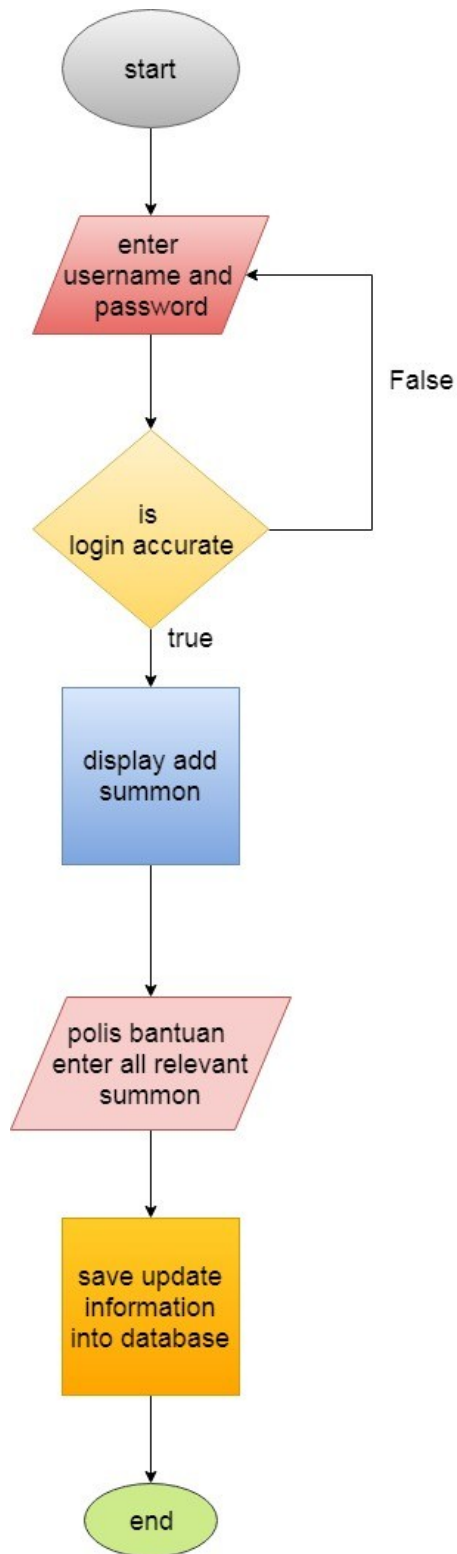 start
enter
username and
password
False
is
login accurate
true
display add
summon
polis bantuan
enter all relevant
summon
save update
information
into database
end